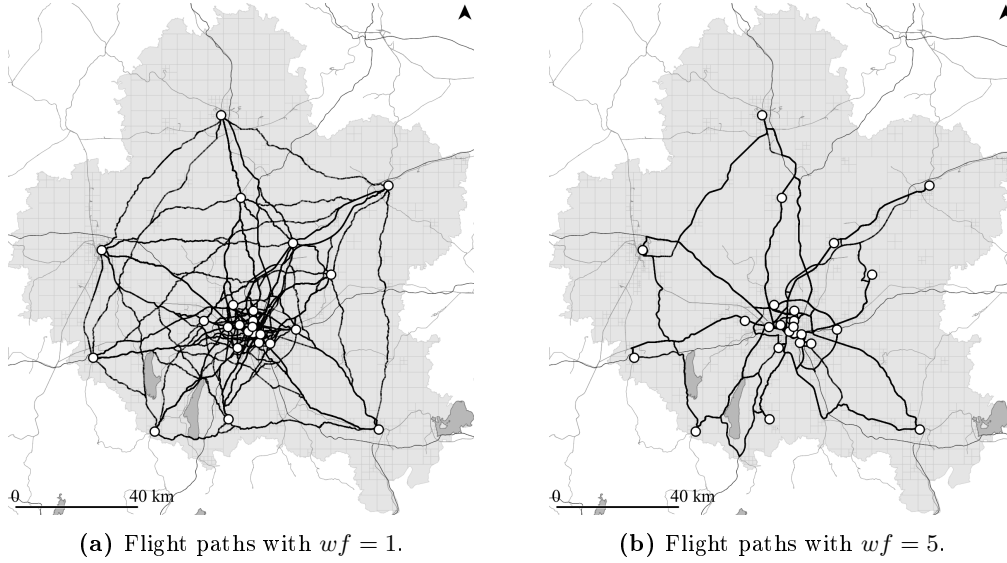 0 40 km
0 40 km
(a) Flight paths with wf = 1.
(b) Flight paths with wf = 5.